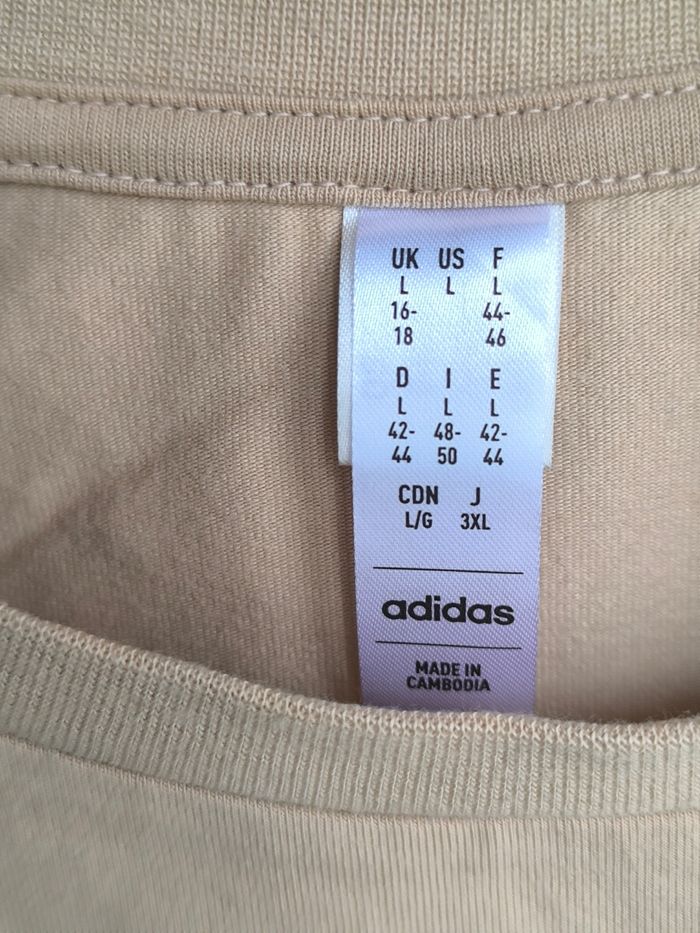 UK US F
L L L
16- 44-
18 46
D I E
L L L
42- 48- 42-
44 50 44
CDN J
L/G 3XL
adidas
MADE IN
CAMBODIA